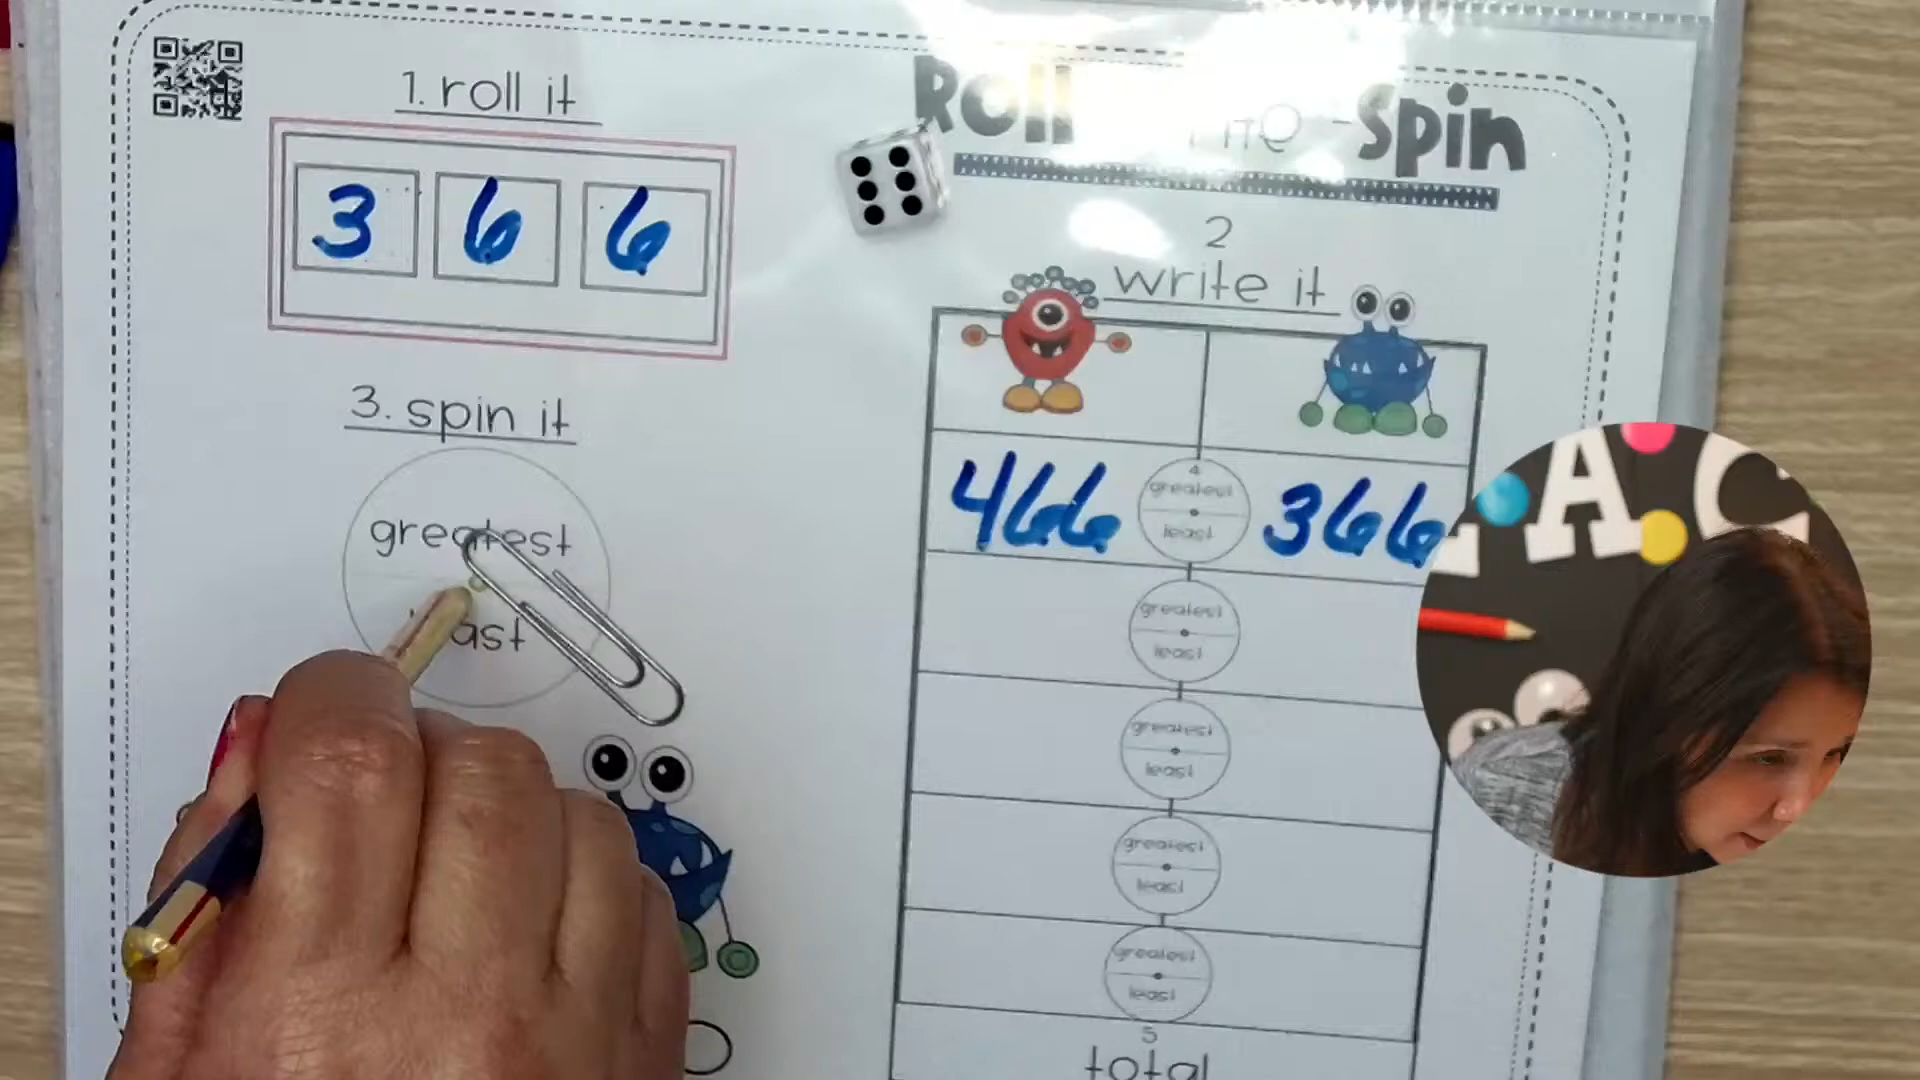 1. roll it
3 6 6
3. spin it
greatest
Roll Spin
2
write it
466
4
greatest
least
366
greatest
least
greatest
least
greatest
least
greatest
least
5
total
A C